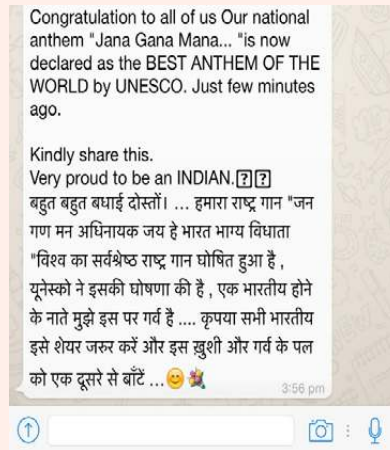 Congratulation to all of us Our national
anthem "Jana Gana Mana... "is now
declared as the BEST ANTHEM OF THE
WORLD by UNESCO. Just few minutes
ago.
Kindly share this.
Very proud to be an INDIAN.
बहुत बहुत बधाई दोस्तों। ... हमारा राष्ट्र गान "जन
गण मन अधिनायक जय हे भारत भाग्य विधाता
"विश्व का सर्वश्रेष्ठ राष्ट्र गान घोषित हुआ है ,
यूनेस्को ने इसकी घोषणा की है , एक भारतीय होने
के नाते मुझे इस पर गर्व है .... कृपया सभी भारतीय
इसे शेयर जरुर करें और इस ख़ुशी और गर्व के पल
को एक दूसरे से बाँटें ...😊💐
3:56 pm